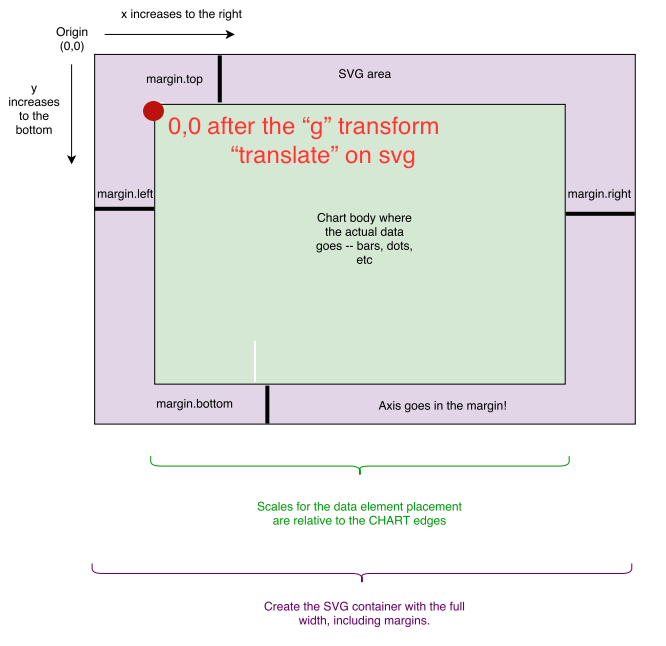 x increases to the right
Origin
(0,0)
y
increases
to the
bottom
margin.top
SVG area
0,0 after the “g” transform
“translate” on svg
margin.left
margin.right
Chart body where
the actual data
goes -- bars, dots,
etc
margin.bottom
Axis goes in the margin!
Scales for the data element placement
are relative to the CHART edges
Create the SVG container with the full
width, including margins.